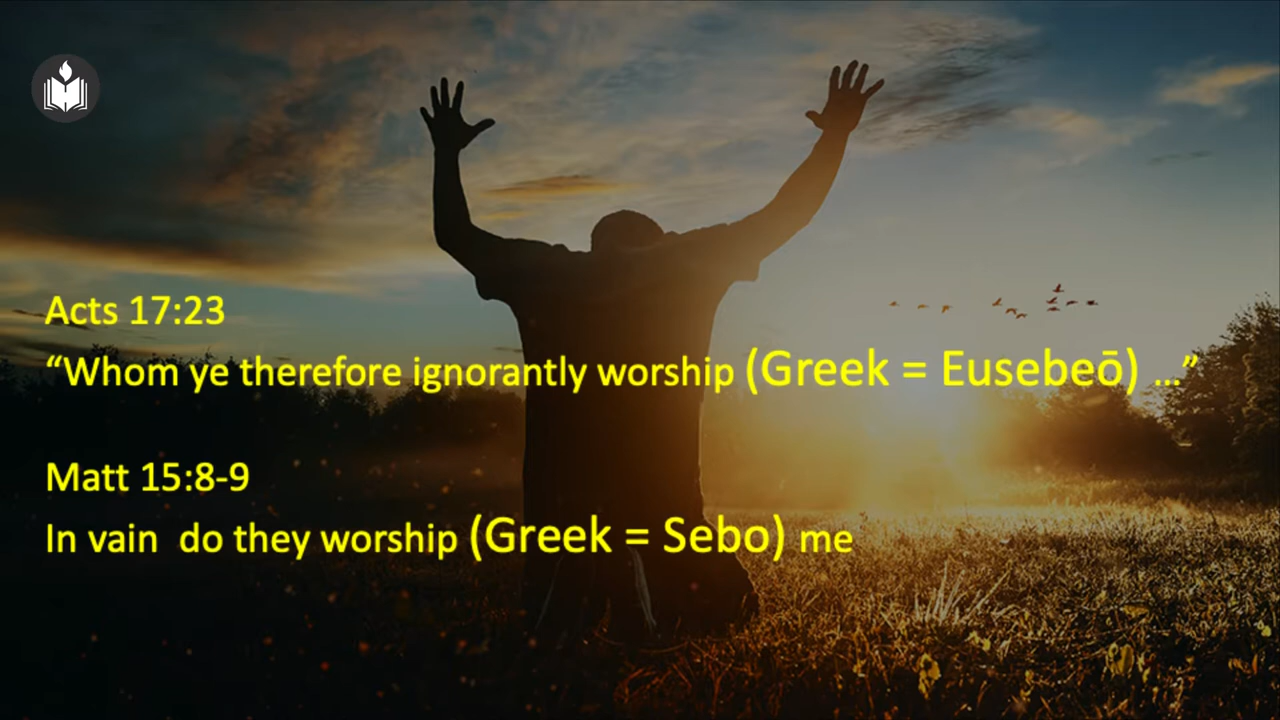 Acts 17:23
“Whom ye therefore ignorantly worship (Greek = Eusebeō) ...”
Matt 15:8-9
In vain do they worship (Greek = Sebo) me